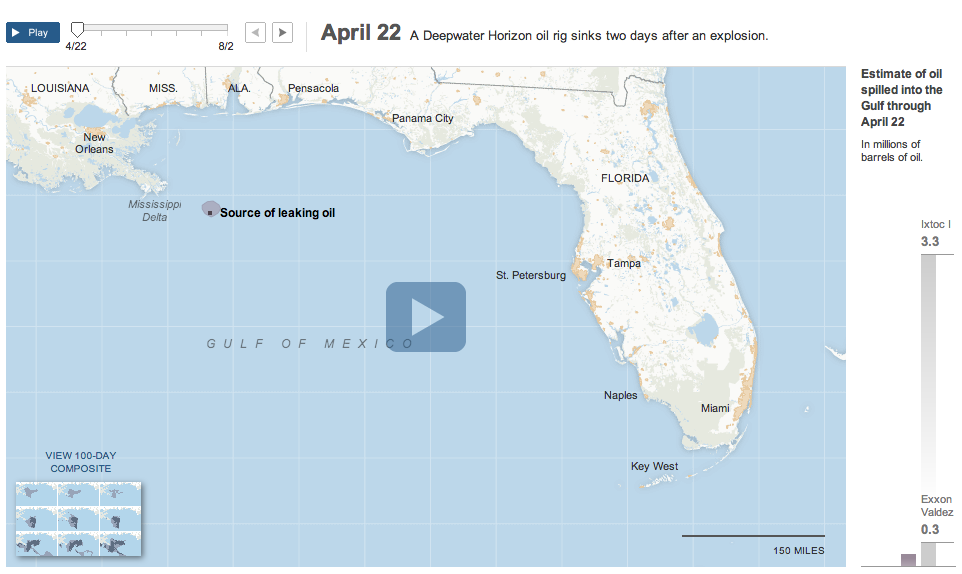 Play
4/22
8/2
April 22 A Deepwater Horizon oil rig sinks two days after an explosion.
LOUISIANA
MISS.
ALA.
Pensacola
Panama City
New
Orleans
Mississippi
Delta
Source of leaking oil
FLORIDA
Tampa
St. Petersburg
GULF OF MEXICO
Naples
Miami
Key West
VIEW 100-DAY
COMPOSITE
150 MILES
Estimate of oil
spilled into the
Gulf through
April 22
In millions of
barrels of oil.
Ixtoc I
3.3
Exxon
Valdez
0.3